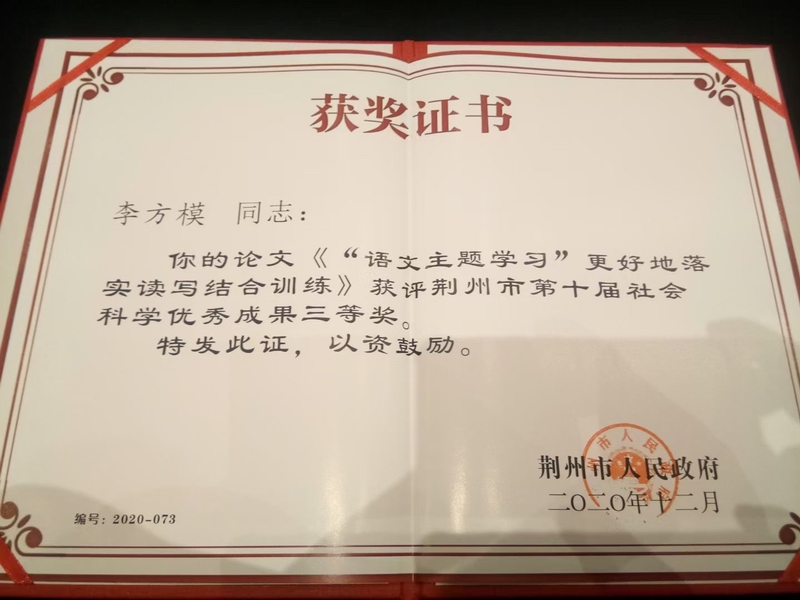 获奖证书
李方模 同志：
你的论文《“语文主题学习”更好地落
实读写结合训练》获评荆州市第十届社会
科学优秀成果三等奖。
特发此证，以资鼓励。
荆州市人民政府
二〇二〇年十二月
编号：2020-073